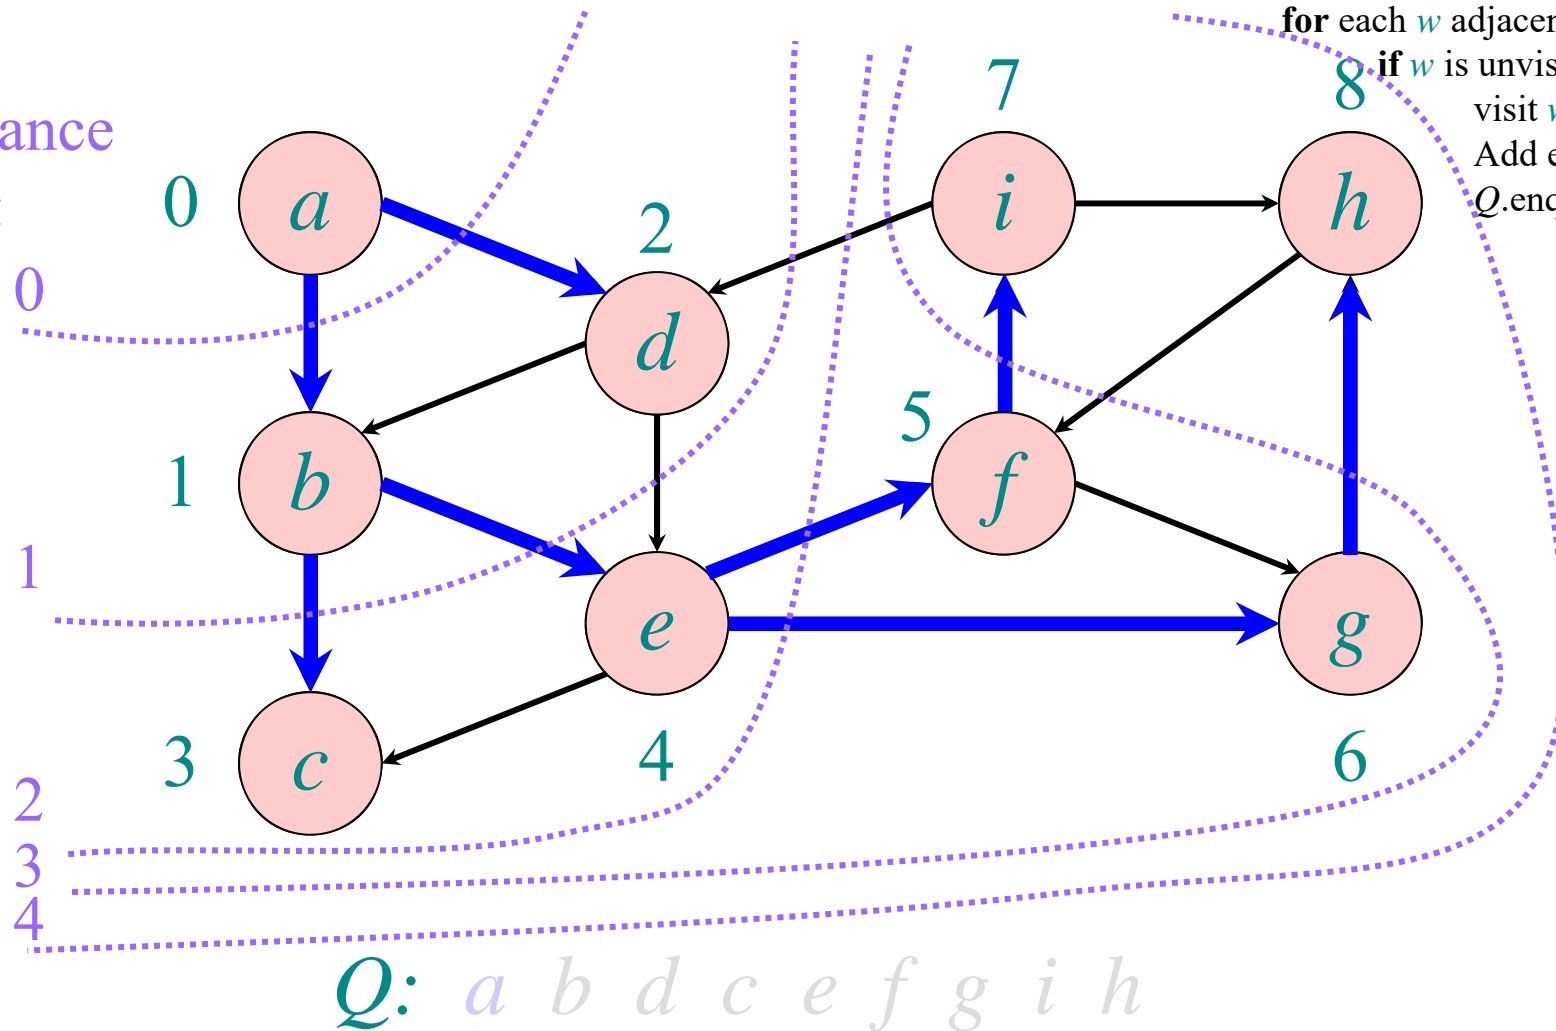 for each w adjacen
if w is unvis
visit w
Add e
Q.enq
ance
7
8
0
a
i
h
2
0
d
5
1
b
f
1
e
g
3
c
4
6
2
3
4
Q: a b d c e f g i h